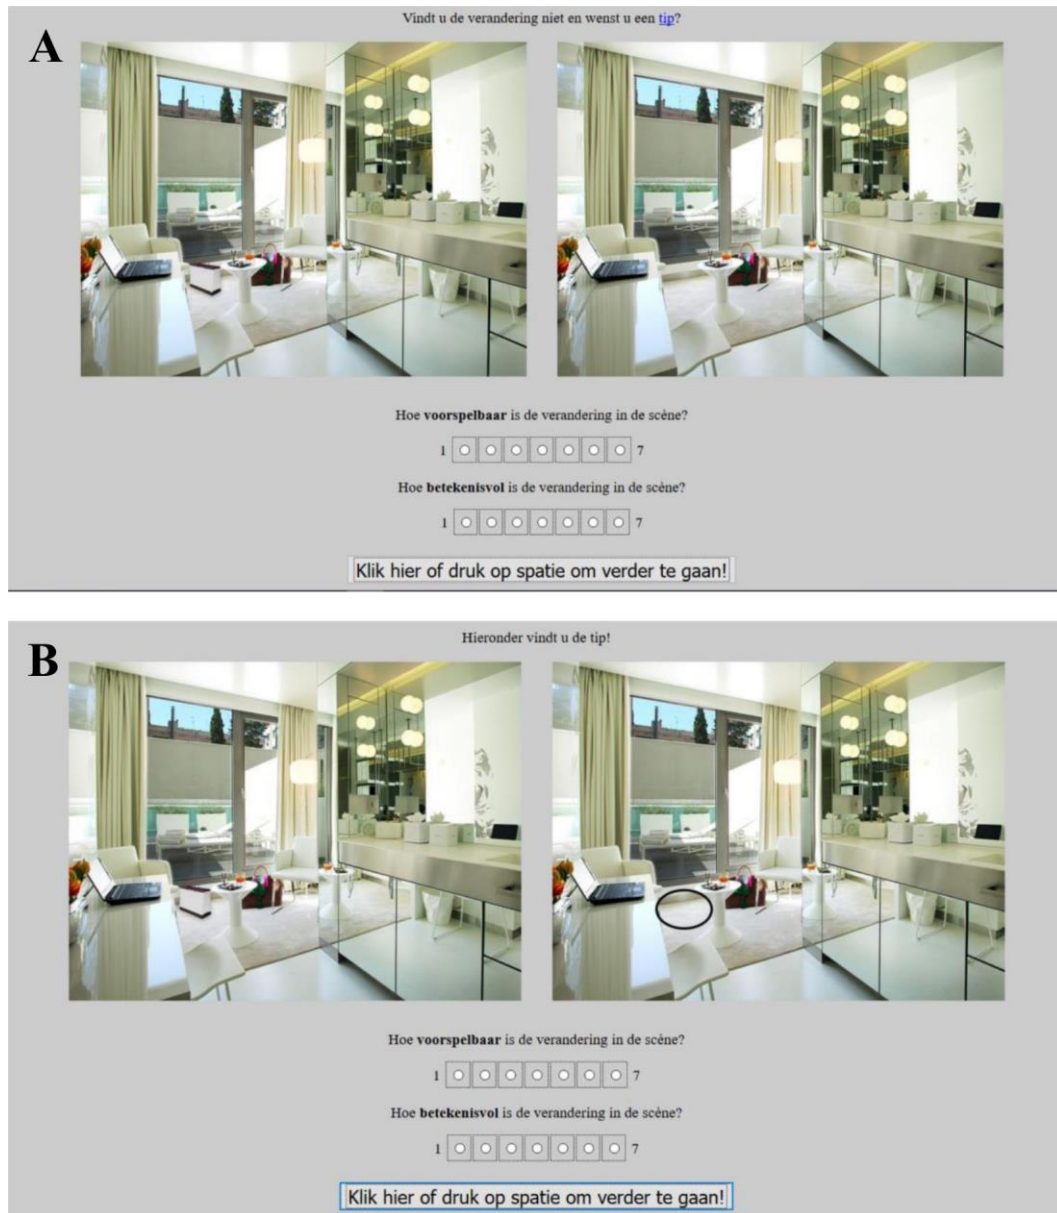 A
Vindt u de verandering niet en wenst u een tip?
Hoe voorspelbaar is de verandering in de scène?
1 7
Hoe betekenisvol is de verandering in de scène?
1 7
Klik hier of druk op spatie om verder te gaan!
B
Hieronder vindt u de tip!
Hoe voorspelbaar is de verandering in de scène?
1 7
Hoe betekenisvol is de verandering in de scène?
1 7
Klik hier of druk op spatie om verder te gaan!